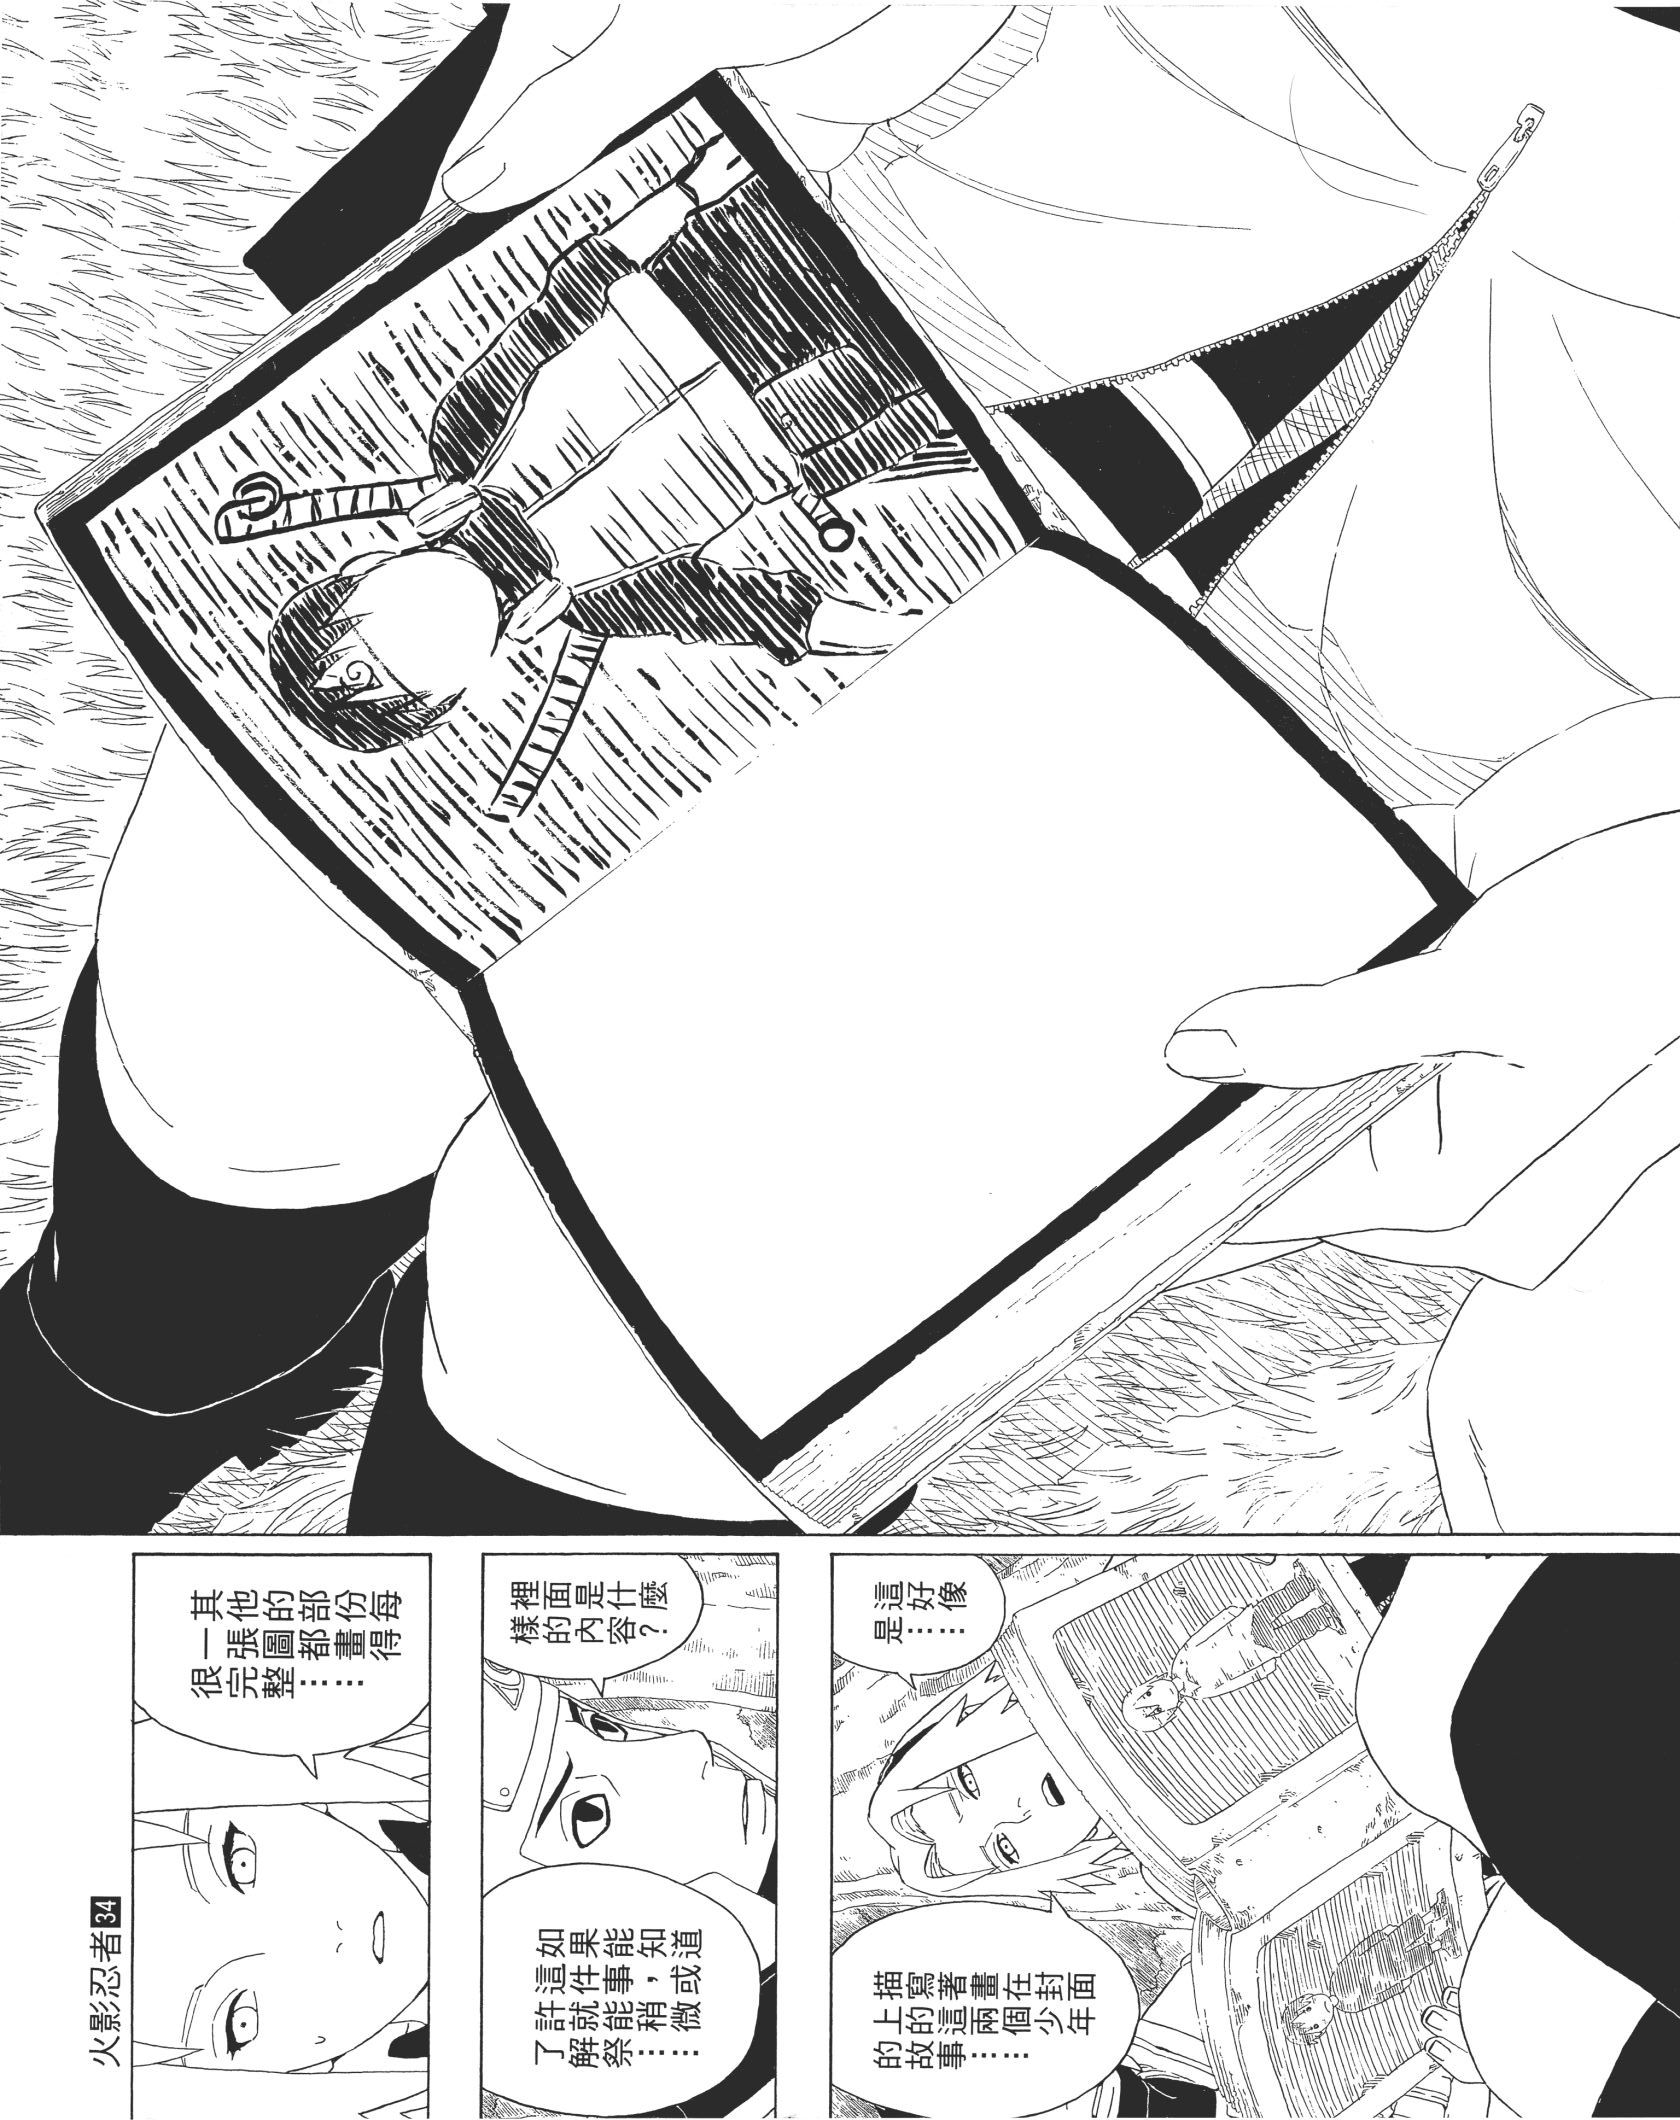 其他的部份每
一張圖都畫得
很完整……
裡面是什麼
樣的內容?
如果能知道
這件事,或
許就能稍微
了解祭……
這好像
是……
描寫著畫在封面
上的這兩個少年
的故事……
火影忍者34